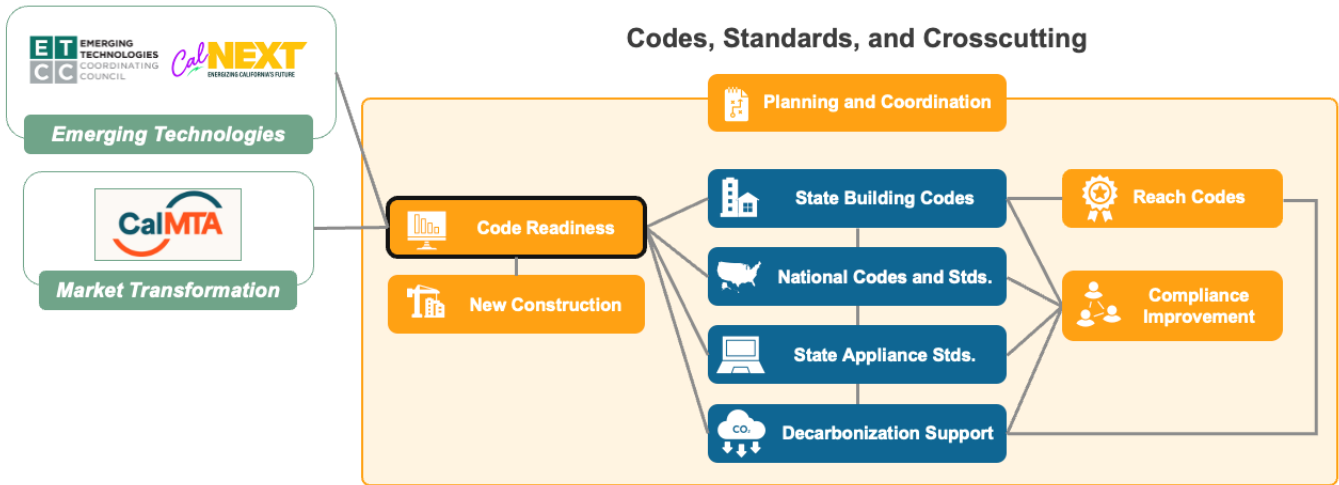 Codes, Standards, and Crosscutting
ETCC
EMERGING
TECHNOLOGIES
COORDINATING
COUNCIL
CalNEXT
ENERGIZING CALIFORNIA'S FUTURE
Emerging Technologies
CalMTA
Market Transformation
Planning and Coordination
Code Readiness
New Construction
State Building Codes
National Codes and Stds.
State Appliance Stds.
CO₂
Decarbonization Support
Reach Codes
Compliance
Improvement